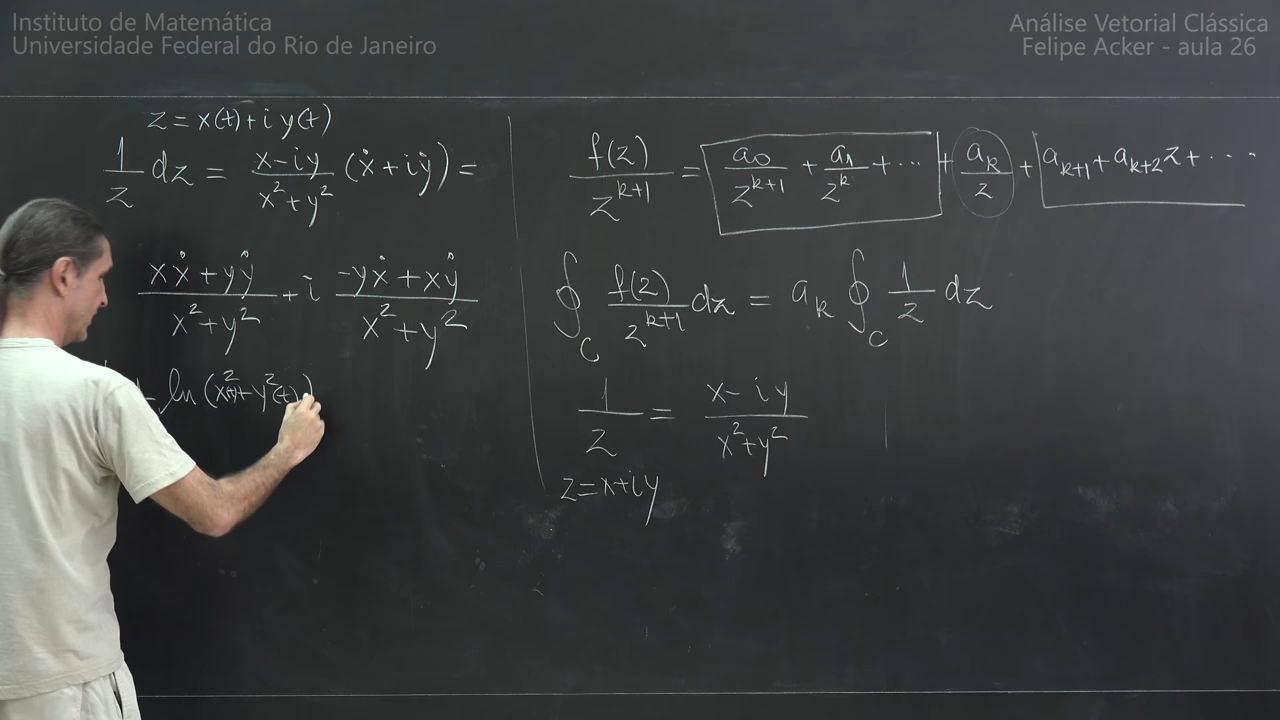 Instituto de Matemática
Universidade Federal do Rio de Janeiro
Análise Vetorial Clássica
Felipe Acker - aula 26
z = x(t) + i y(t)
1/z dz = (x - iy)/(x² + y²) (ẋ + iẏ) =
(xẋ + yẏ)/(x² + y²) + i (-yẋ + xẏ)/(x² + y²)
ln (x²(t) + y²(t))
f(z)/z^{k+1} = a₀/z^{k+1} + a₁/z^k + ··· + a_k/z + a_{k+1} + a_{k+2} z + ····
∮_C f(z)/z^{k+1} dz = a_k ∮_C 1/z dz
1/z = (x - iy)/(x² + y²)
z = x + iy